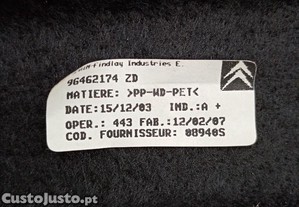 Findlay Industries E.
96462174 ZD
MATIERE: >PP-WD-PET<
DATE:15/12/03 IND.:A +
OPER.: 443 FAB.:12/02/07
COD. FOURNISSEUR: 88940S
CustoJusto.pt